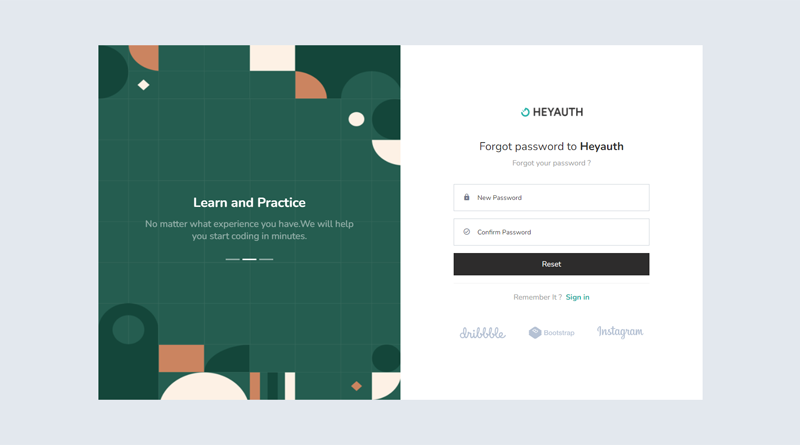 Learn and Practice
No matter what experience you have.We will help
you start coding in minutes.
HEYAUTH
Forgot password to Heyauth
Forgot your password ?
New Password
Confirm Password
Reset
Remember It ? Sign in
dribbble Bootstrap Instagram